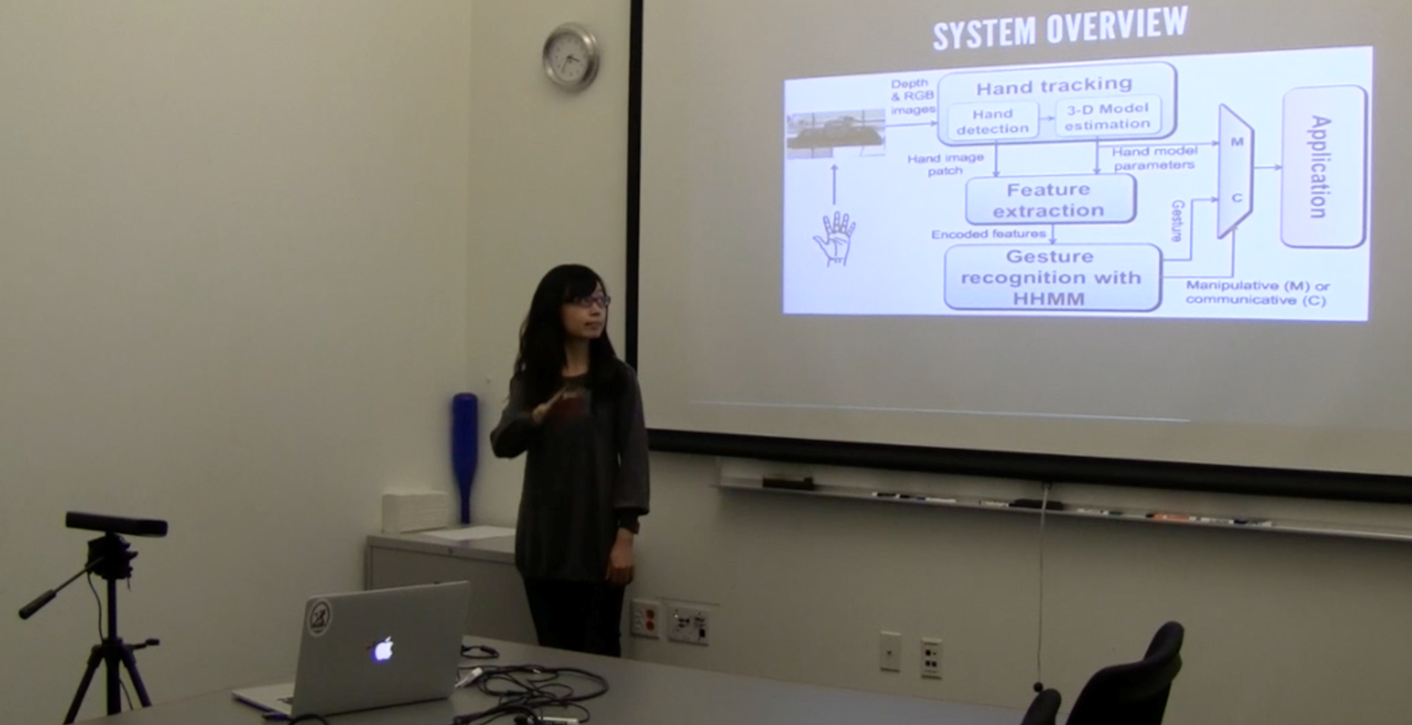 SYSTEM OVERVIEW
Depth
& RGB
images
Hand tracking
Hand
detection
3-D Model
estimation
Hand image
patch
Hand model
parameters
M
Feature
extraction
C
Gesture
Application
Encoded features
Gesture
recognition with
HHMM
Manipulative (M) or
communicative (C)